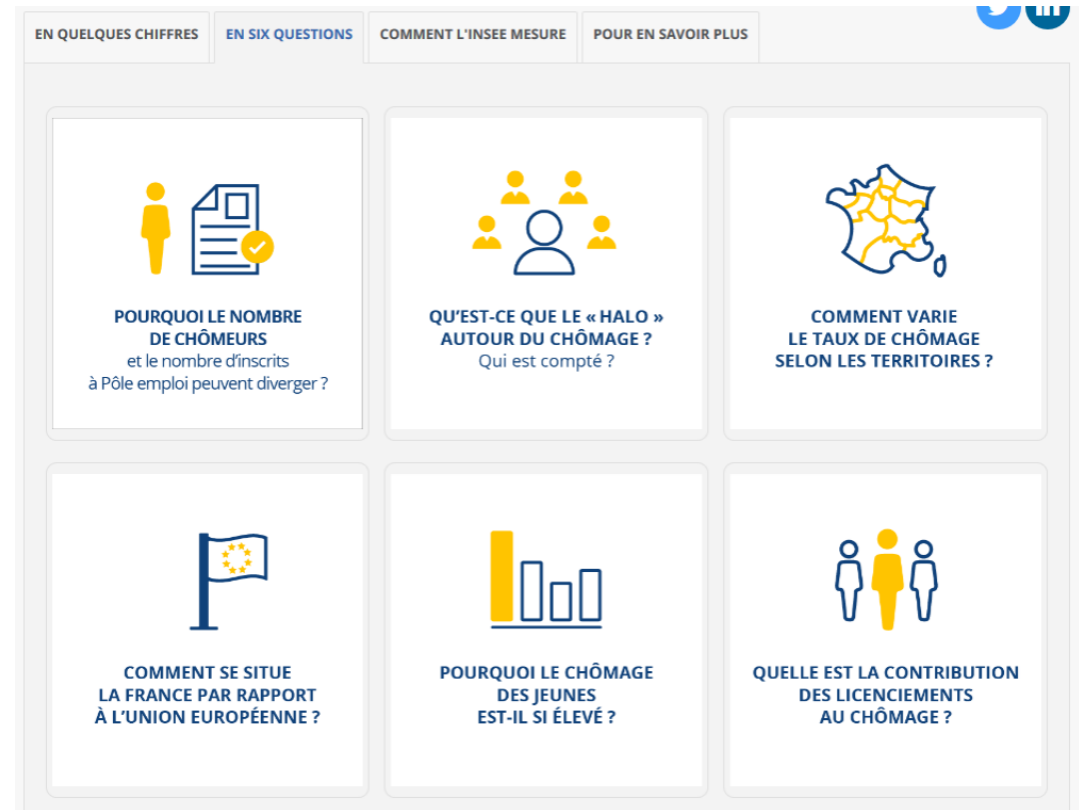 EN QUELQUES CHIFFRES
EN SIX QUESTIONS
COMMENT L'INSEE MESURE
POUR EN SAVOIR PLUS
POURQUOI LE NOMBRE
DE CHÔMEURS
et le nombre d'inscrits
à Pôle emploi peuvent diverger ?
QU'EST-CE QUE LE « HALO »
AUTOUR DU CHÔMAGE ?
Qui est compté ?
COMMENT VARIE
LE TAUX DE CHÔMAGE
SELON LES TERRITOIRES ?
COMMENT SE SITUE
LA FRANCE PAR RAPPORT
À L'UNION EUROPÉENNE ?
POURQUOI LE CHÔMAGE
DES JEUNES
EST-IL SI ÉLEVÉ ?
QUELLE EST LA CONTRIBUTION
DES LICENCIEMENTS
AU CHÔMAGE ?